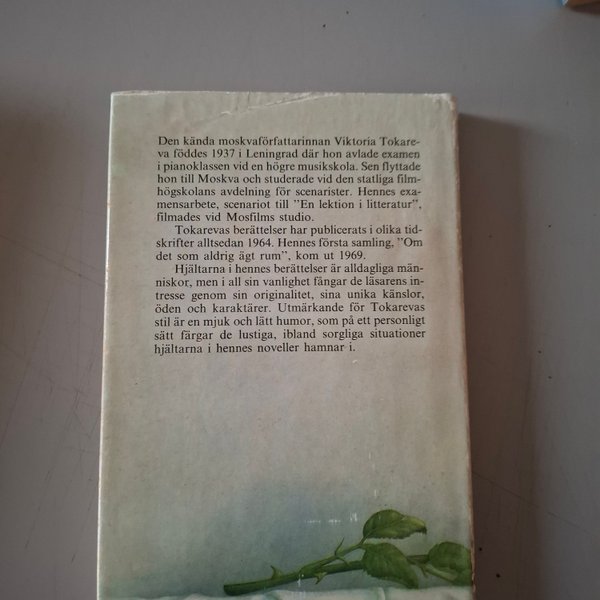 Den kända moskvaförfattarinnan Viktoria Tokare-
va föddes 1937 i Leningrad där hon avlade examen
i pianoklassen vid en högre musikskola. Sen flyttade
hon till Moskva och studerade vid den statliga film-
högskolans avdelning för scenarister. Hennes exa-
mensarbete, scenariot till "En lektion i litteratur",
filmades vid Mosfilms studio.
Tokarevas berättelser har publicerats i olika tid-
skrifter alltsedan 1964. Hennes första samling, "Om
det som aldrig ägt rum", kom ut 1969.
Hjältarna i hennes berättelser är alldagliga män-
niskor, men i all sin vanlighet fångar de läsarens in-
tresse genom sin originalitet, sina unika känslor,
öden och karaktärer. Utmärkande för Tokarevas
stil är en mjuk och lätt humor, som på ett personligt
sätt färgar de lustiga, ibland sorgliga situationer
hjältarna i hennes noveller hamnar i.